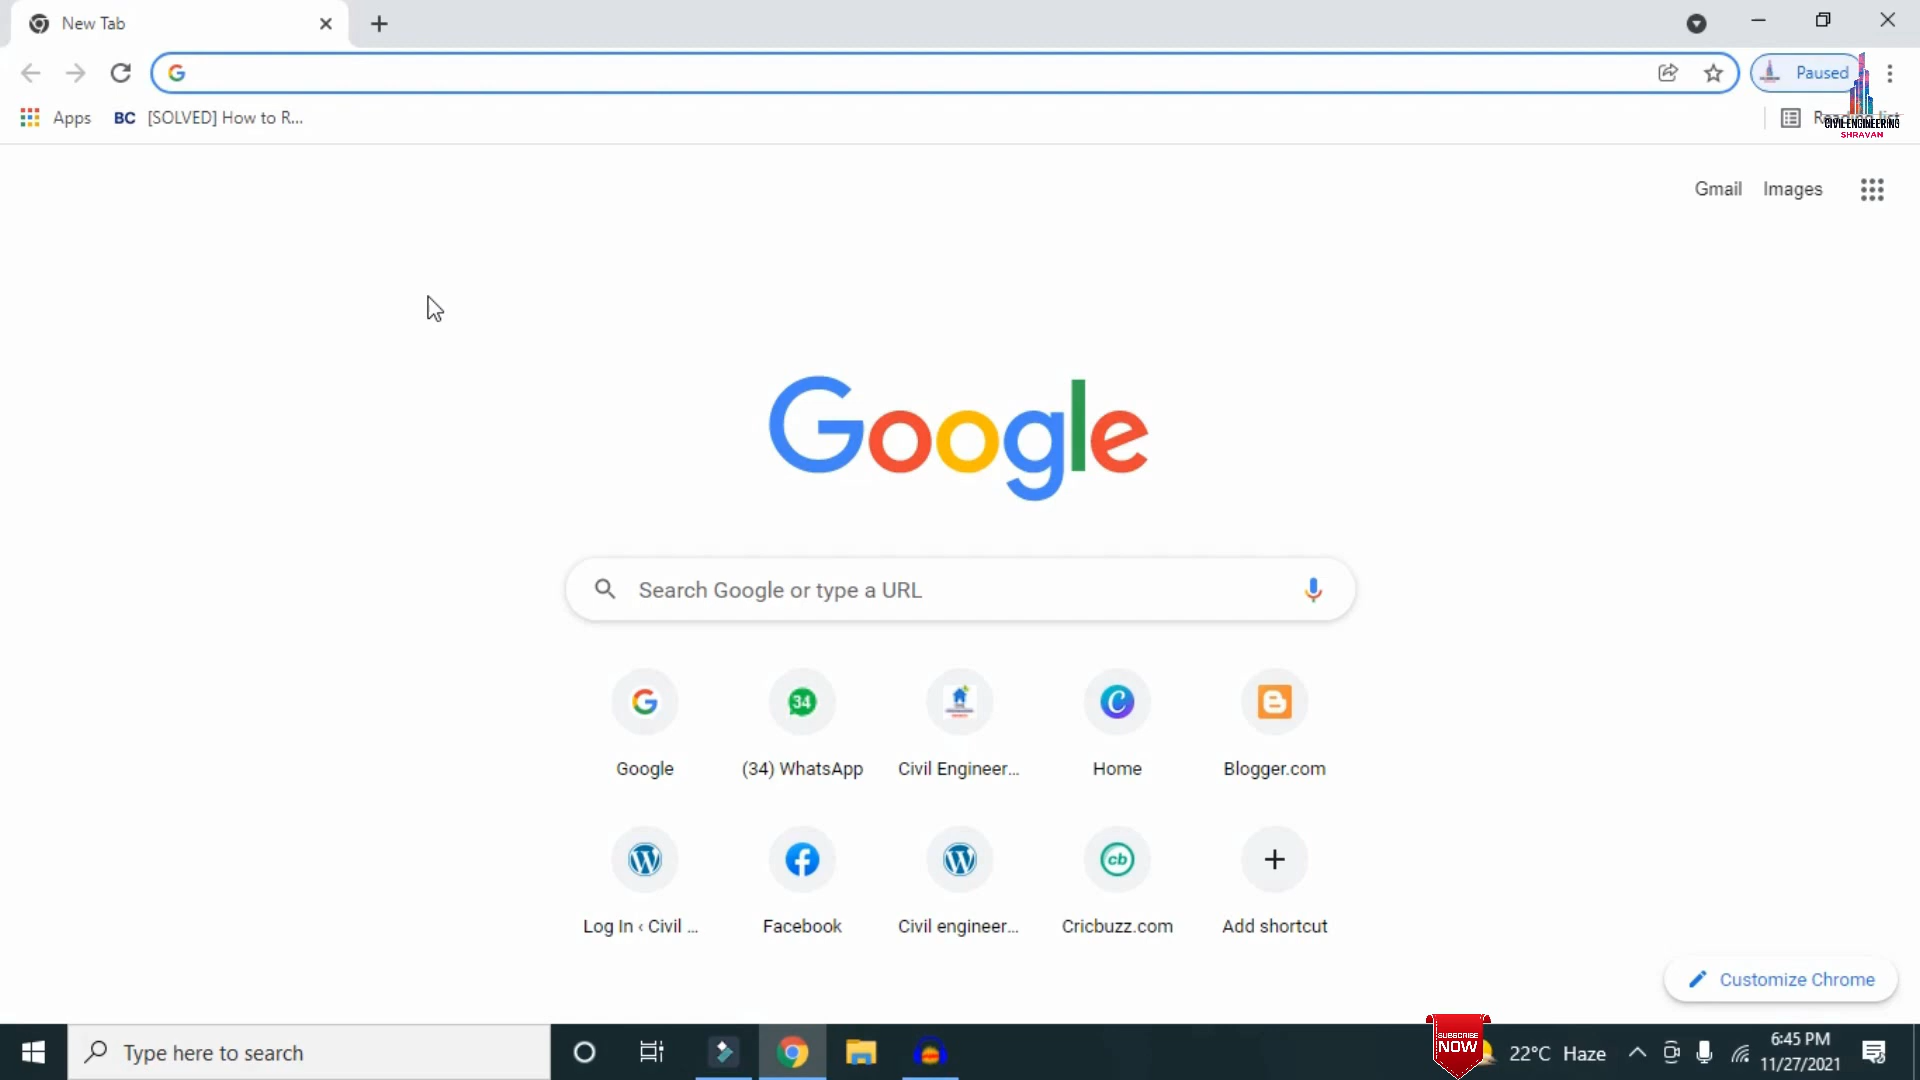 New Tab
Paused
Apps
BC [SOLVED] How to R...
CIVIL ENGINEERING
SHRAVAN
Gmail Images
Google
Search Google or type a URL
34
Google
(34) WhatsApp
Civil Engineer...
Home
Blogger.com
cb
Log In ‹ Civil ...
Facebook
Civil engineer...
Cricbuzz.com
Add shortcut
Customize Chrome
Type here to search
SUBSCRIBE
NOW
22°C Haze
6:45 PM
11/27/2021